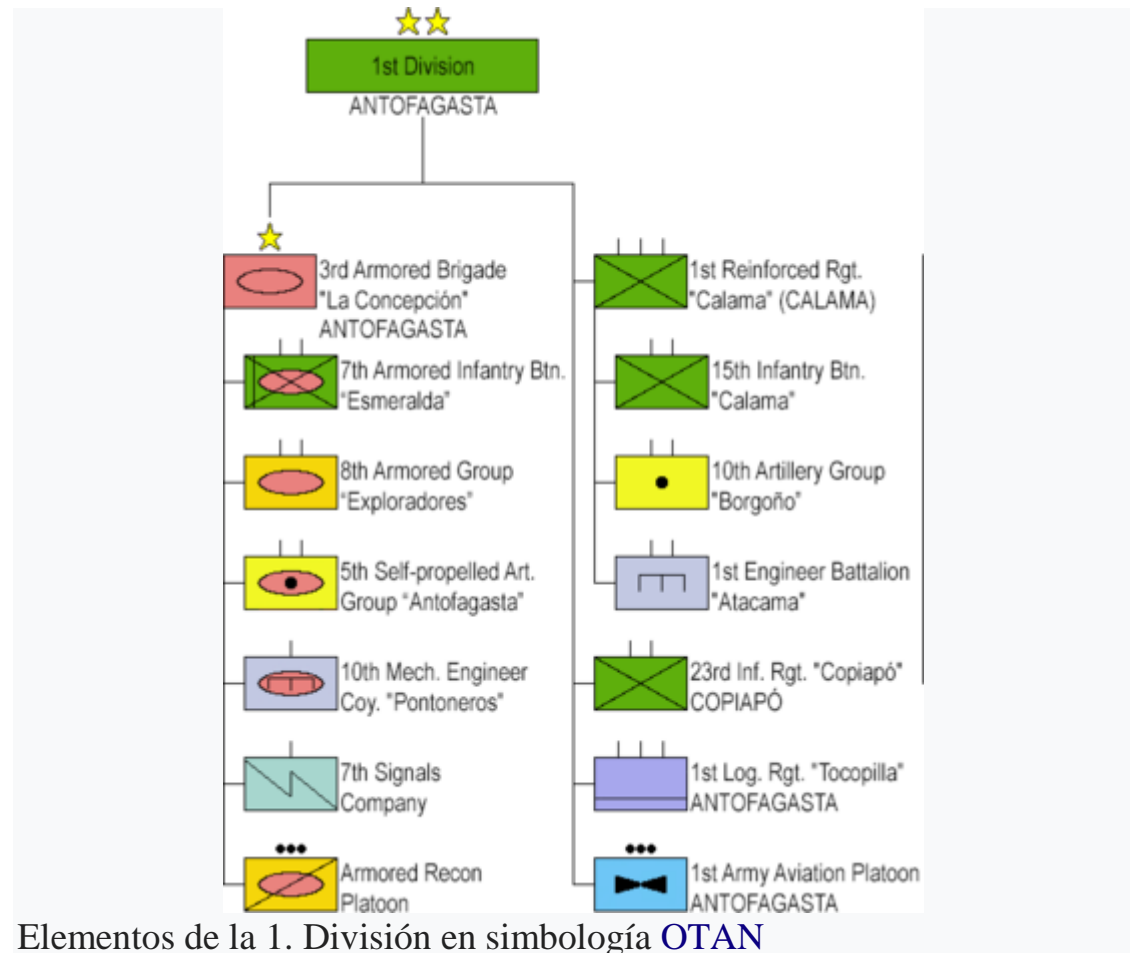 1st Division
ANTOFAGASTA
3rd Armored Brigade
"La Concepción"
ANTOFAGASTA
7th Armored Infantry Btn.
"Esmeralda"
8th Armored Group
"Exploradores"
5th Self-propelled Art.
Group "Antofagasta"
10th Mech. Engineer
Coy. "Pontoneros"
7th Signals
Company
Armored Recon
Platoon
1st Reinforced Rgt.
"Calama" (CALAMA)
15th Infantry Btn.
"Calama"
10th Artillery Group
"Borgoño"
1st Engineer Battalion
"Atacama"
23rd Inf. Rgt. "Copiapó"
COPIAPÓ
1st Log. Rgt. "Tocopilla"
ANTOFAGASTA
1st Army Aviation Platoon
ANTOFAGASTA
Elementos de la 1. División en simbología OTAN